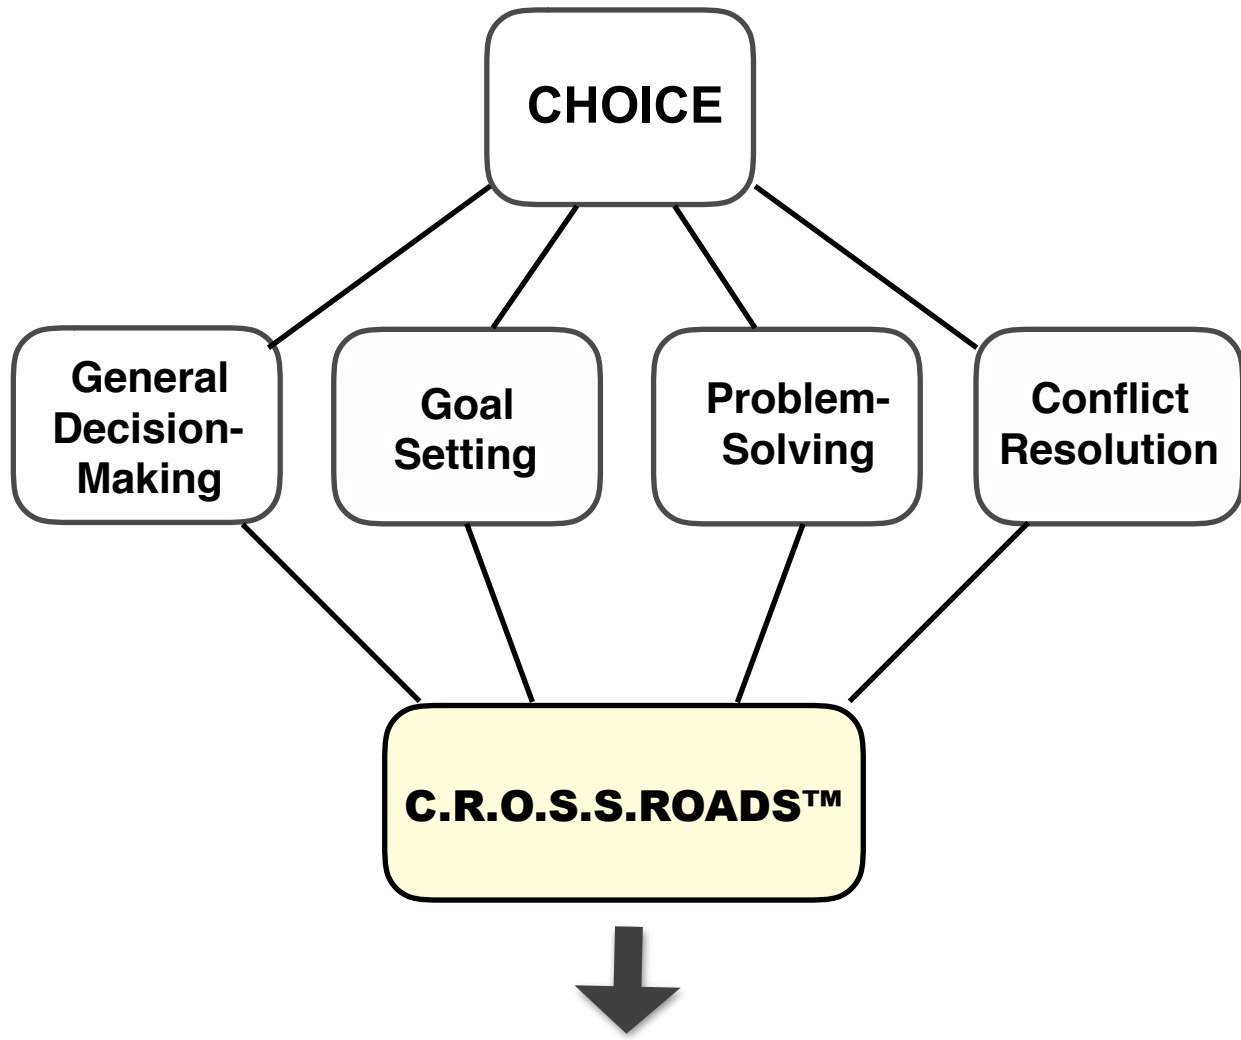 CHOICE
General
Decision-
Making
Goal
Setting
Problem-
Solving
Conflict
Resolution
C.R.O.S.S.ROADS™